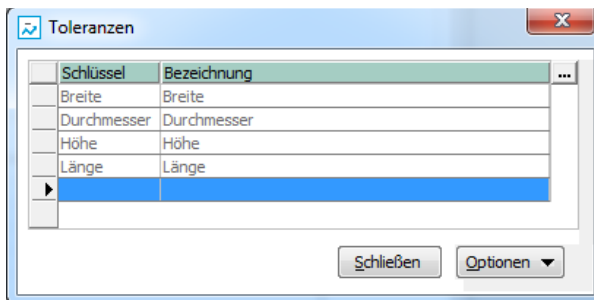 Toleranzen
Schlüssel Bezeichnung ...
Breite Breite
Durchmesser Durchmesser
Höhe Höhe
Länge Länge
Schließen Optionen